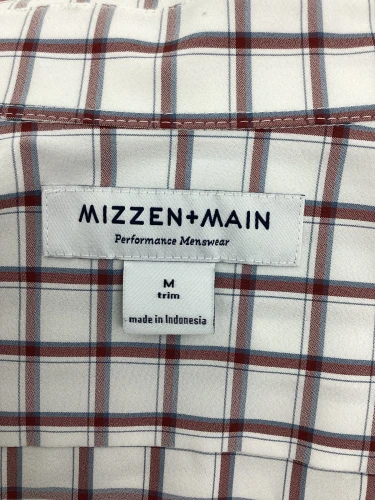 MIZZEN+MAIN
Performance Menswear
M
trim
made in Indonesia